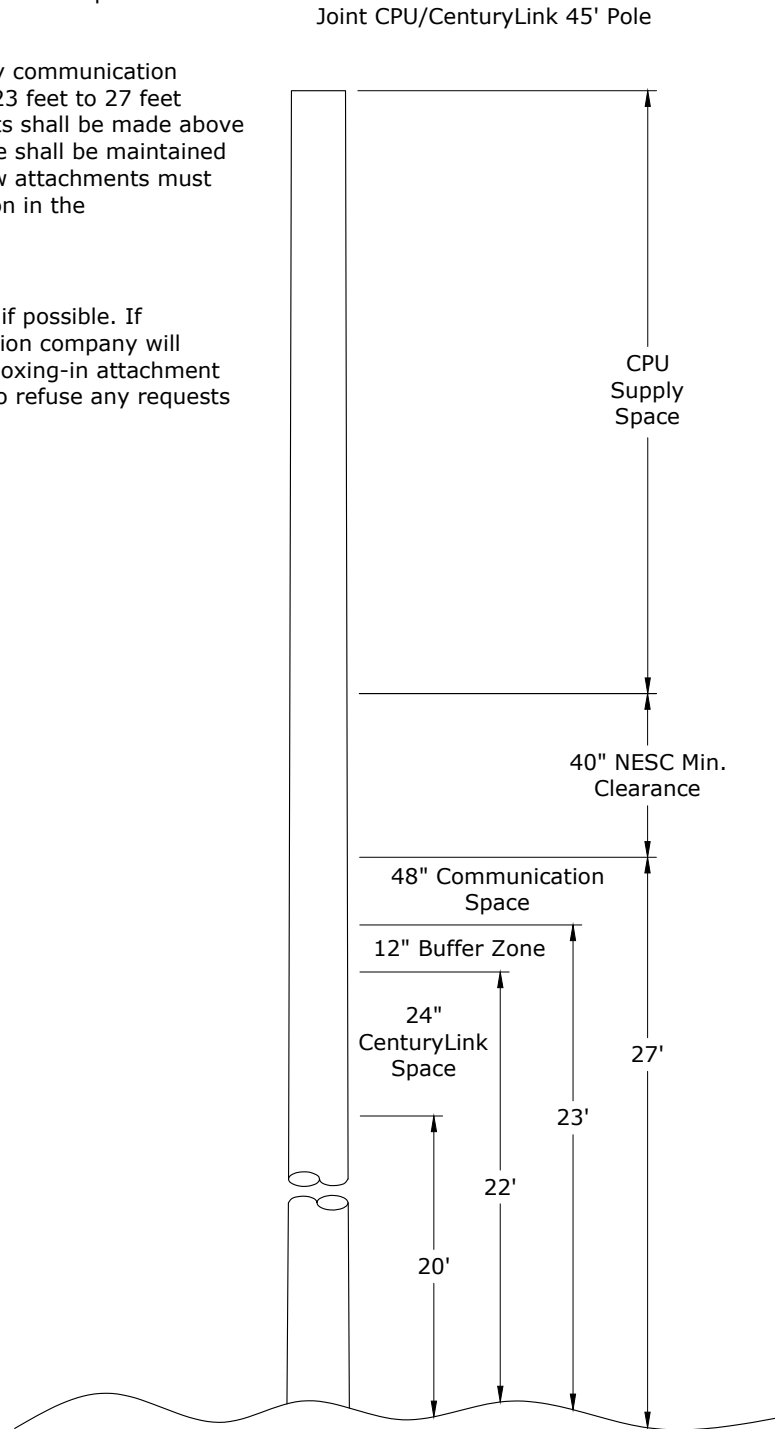 Joint CPU/CenturyLink 45' Pole
communication
23 feet to 27 feet
ts shall be made above
e shall be maintained
attachments must
on in the
if possible. If
ion company will
oxing-in attachment
o refuse any requests
CPU
Supply
Space
40" NESC Min.
Clearance
48" Communication
Space
12" Buffer Zone
24"
CenturyLink
Space
27'
23'
22'
20'